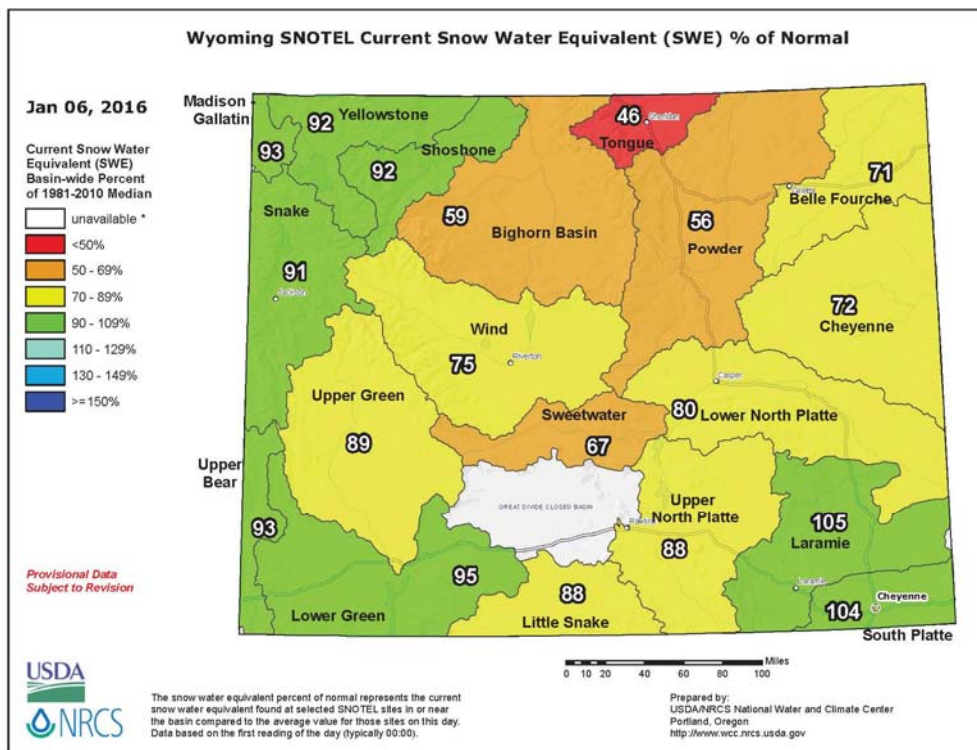 Wyoming SNOTEL Current Snow Water Equivalent (SWE) % of Normal
Jan 06, 2016
Current Snow Water
Equivalent (SWE)
Basin-wide Percent
of 1981-2010 Median
unavailable *
<50%
50 - 69%
70 - 89%
90 - 109%
110 - 129%
130 - 149%
>= 150%
Provisional Data
Subject to Revision
Madison
Gallatin
93
92
Yellowstone
Shoshone
92
Snake
91
Jackson
59
Bighorn Basin
46
Sheridan
Tongue
56
Powder
71
Gillette
Belle Fourche
72
Cheyenne
Wind
75
Riverton
Upper Green
89
Sweetwater
67
Casper
80
Lower North Platte
Upper
Bear
93
GREAT DIVIDE CLOSED BASIN
Rawlins
Upper
North Platte
88
105
Laramie
Laramie
95
Lower Green
88
Little Snake
Cheyenne
104
South Platte
0 10 20 40 60 80 100
Miles
USDA
NRCS
The snow water equivalent percent of normal represents the current
snow water equivalent found at selected SNOTEL sites in or near
the basin compared to the average value for those sites on this day.
Data based on the first reading of the day (typically 00:00).
Prepared by:
USDA/NRCS National Water and Climate Center
Portland, Oregon
http://www.wcc.nrcs.usda.gov